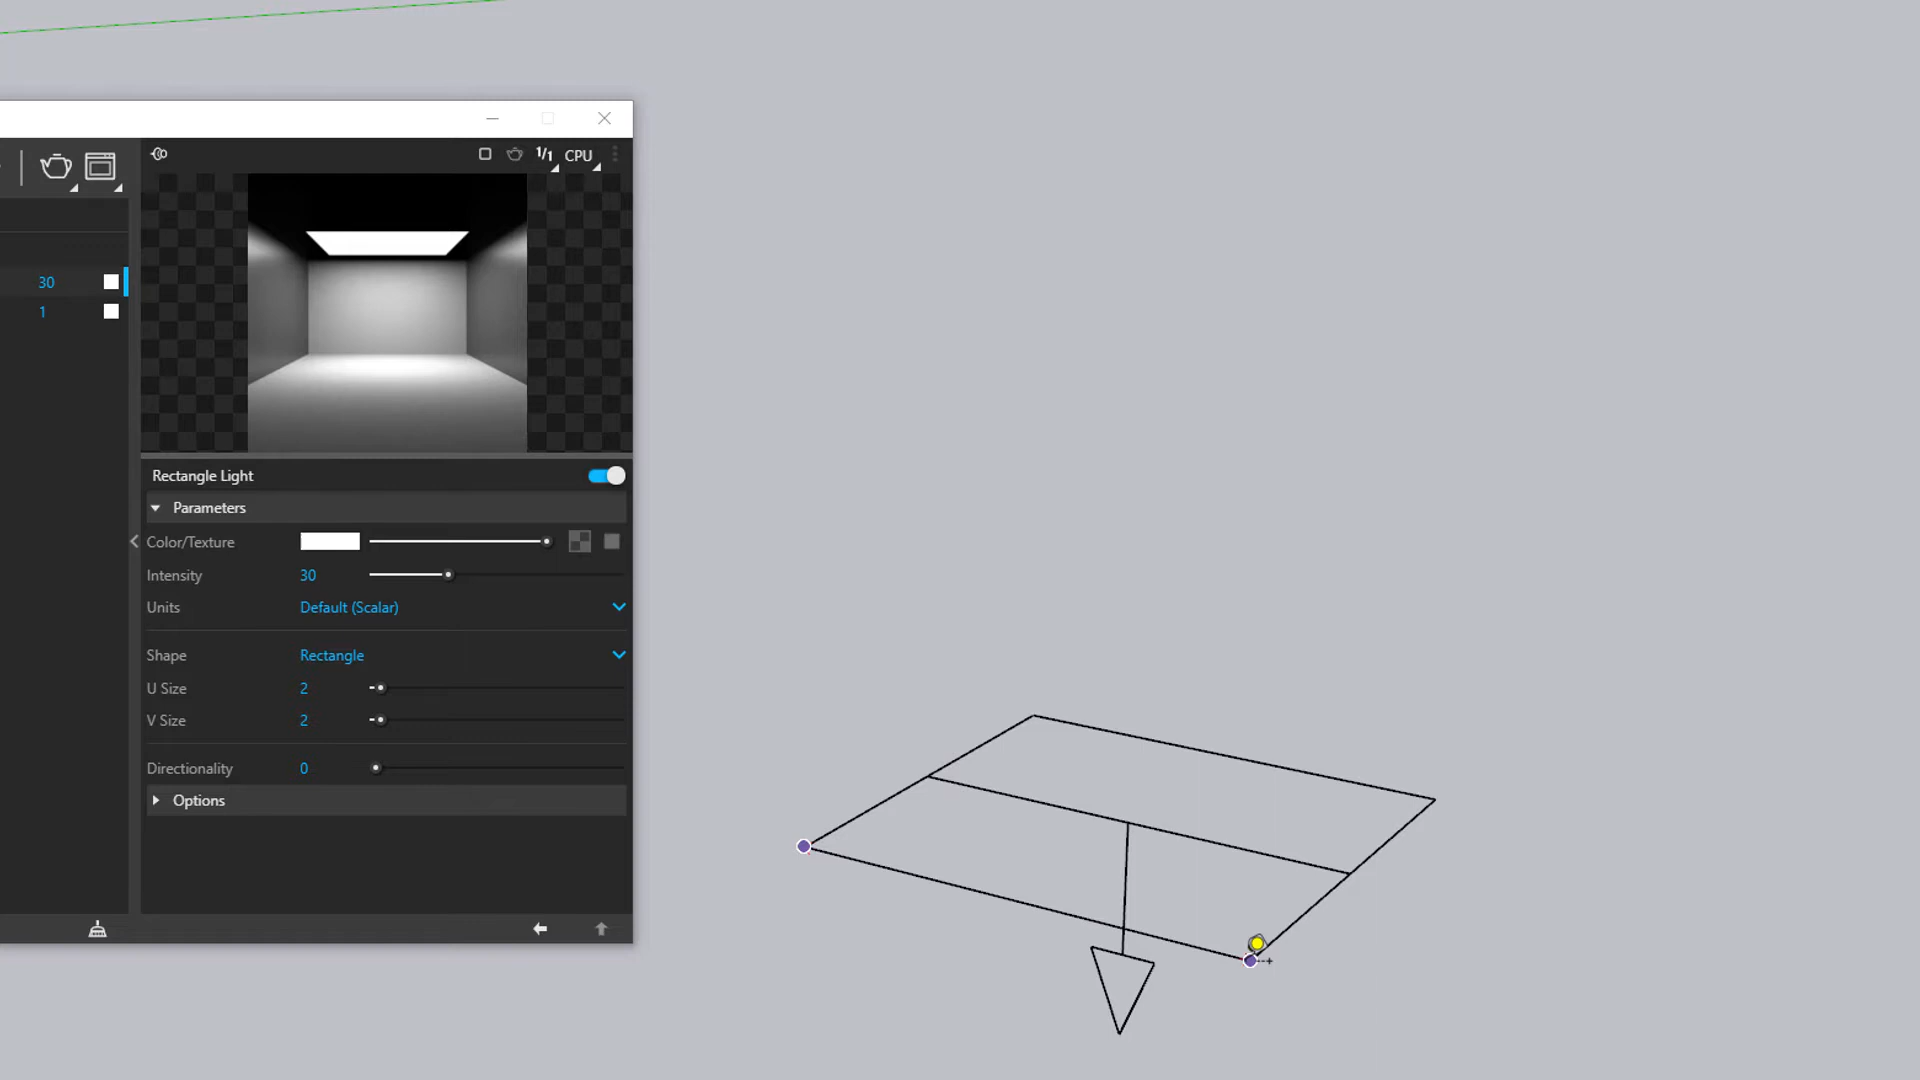 1/1 CPU
30
1
Rectangle Light
Parameters
Color/Texture
Intensity 30
Units Default (Scalar)
Shape Rectangle
U Size 2
V Size 2
Directionality 0
Options